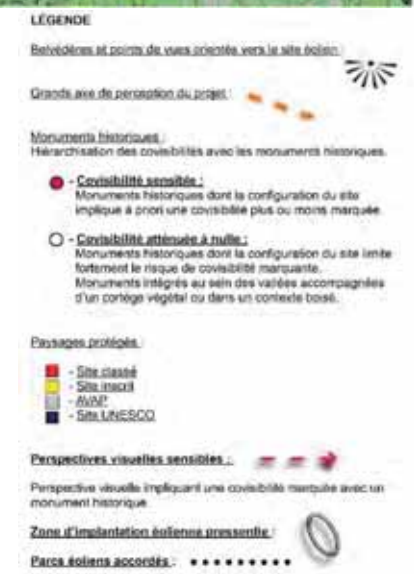 LÉGENDE
Belvédères et points de vues orientés vers le site éolien :
Grands axe de perception du projet :
Monuments historiques :
Hiérarchisation des covisibilités avec les monuments historiques.
- Covisibilité sensible :
Monuments historiques dont la configuration du site
implique à priori une covisibilité plus ou moins marquée
- Covisibilité atténuée à nulle :
Monuments historiques dont la configuration du site limite
fortement le risque de covisibilité marquante.
Monuments intégrés au sein des vallées accompagnées
d'un cortège végétal ou dans un contexte boisé.
Paysages protégés :
- Site classé
- Site inscrit
- AVAP
- Site UNESCO
Perspectives visuelles sensibles :
Perspective visuelle impliquant une covisibilité marquée avec un
monument historique.
Zone d'implantation éolienne pressentie :
Parcs éoliens accordés :